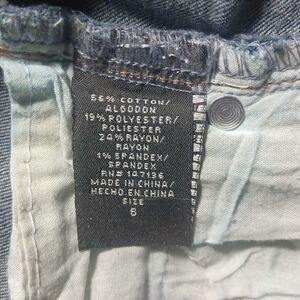 56% COTTON/
ALGODON
19% POLYESTER/
POLIESTER
24% RAYON/
RAYON
1% SPANDEX/
SPANDEX
RN# 147136
MADE IN CHINA/
HECHO EN CHINA
SIZE
6